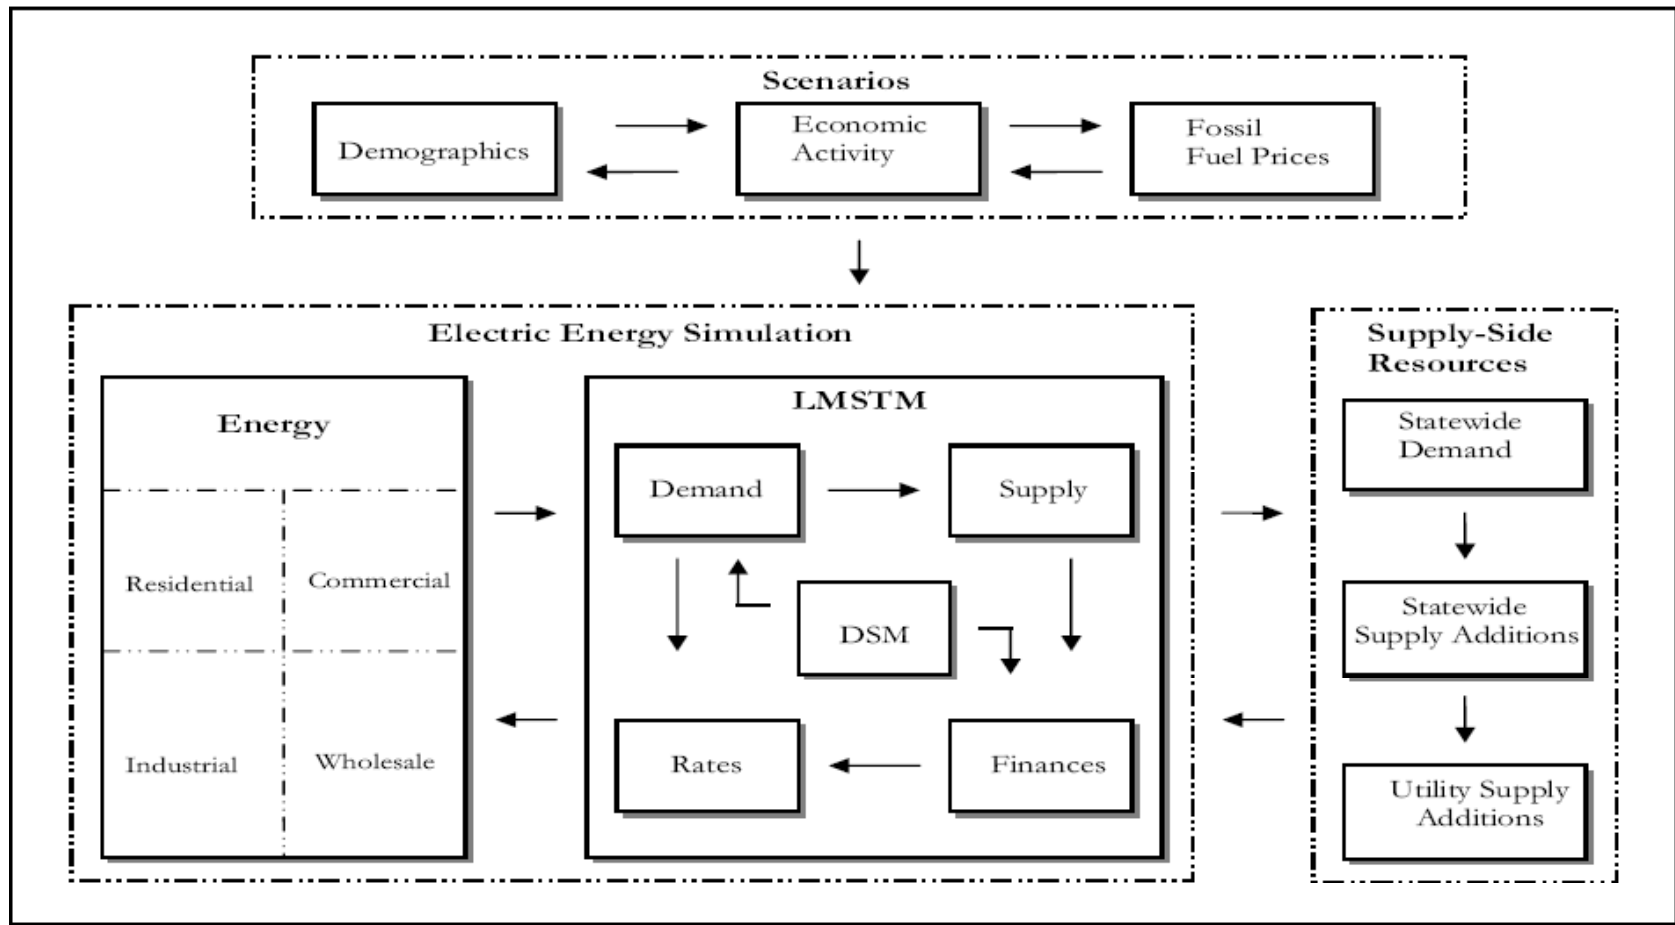 Scenarios
Demographics
Economic
Activity
Fossil
Fuel Prices
Electric Energy Simulation
Energy
Residential
Commercial
Industrial
Wholesale
LMSTM
Demand
Supply
DSM
Rates
Finances
Supply-Side
Resources
Statewide
Demand
Statewide
Supply Additions
Utility Supply
Additions